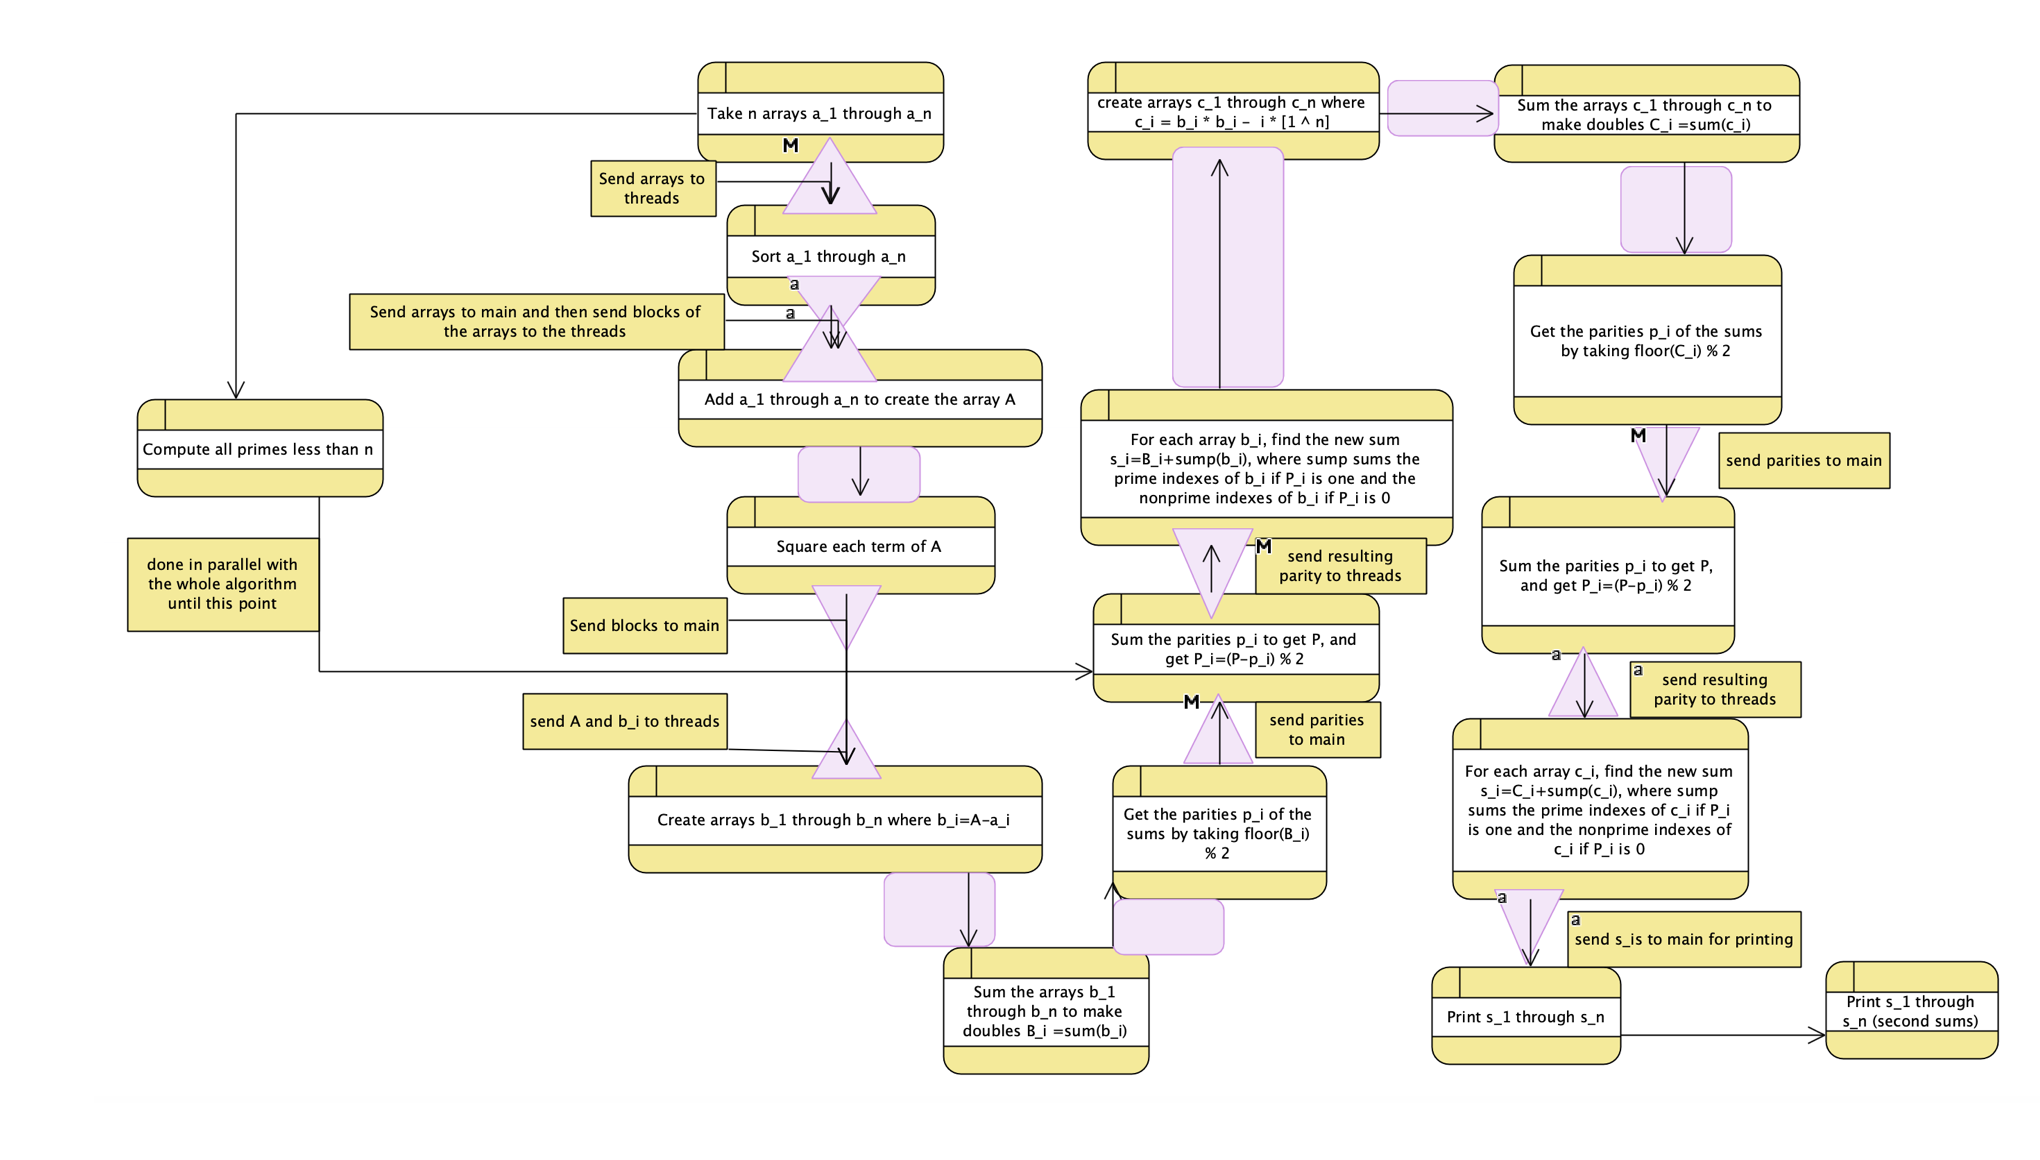 Take n arrays a_1 through a_n
M
Send arrays to
threads
Sort a_1 through a_n
a
a
Send arrays to main and then send blocks of
the arrays to the threads
Add a_1 through a_n to create the array A
Compute all primes less than n
done in parallel with
the whole algorithm
until this point
Square each term of A
Send blocks to main
send A and b_i to threads
Create arrays b_1 through b_n where b_i=A-a_i
Sum the arrays b_1
through b_n to make
doubles B_i =sum(b_i)
Get the parities p_i of the
sums by taking floor(B_i)
% 2
M
send parities
to main
Sum the parities p_i to get P, and
get P_i=(P-p_i) % 2
M
send resulting
parity to threads
For each array b_i, find the new sum
s_i=B_i+sump(b_i), where sump sums the
prime indexes of b_i if P_i is one and the
nonprime indexes of b_i if P_i is 0
create arrays c_1 through c_n where
c_i = b_i * b_i - i * [1 ^ n]
Sum the arrays c_1 through c_n to
make doubles C_i =sum(c_i)
Get the parities p_i of the sums
by taking floor(C_i) % 2
M
send parities to main
Sum the parities p_i to get P,
and get P_i=(P-p_i) % 2
a
a
send resulting
parity to threads
For each array c_i, find the new sum
s_i=C_i+sump(c_i), where sump
sums the prime indexes of c_i if P_i
is one and the nonprime indexes of
c_i if P_i is 0
a
a
send s_is to main for printing
Print s_1 through s_n
Print s_1 through
s_n (second sums)